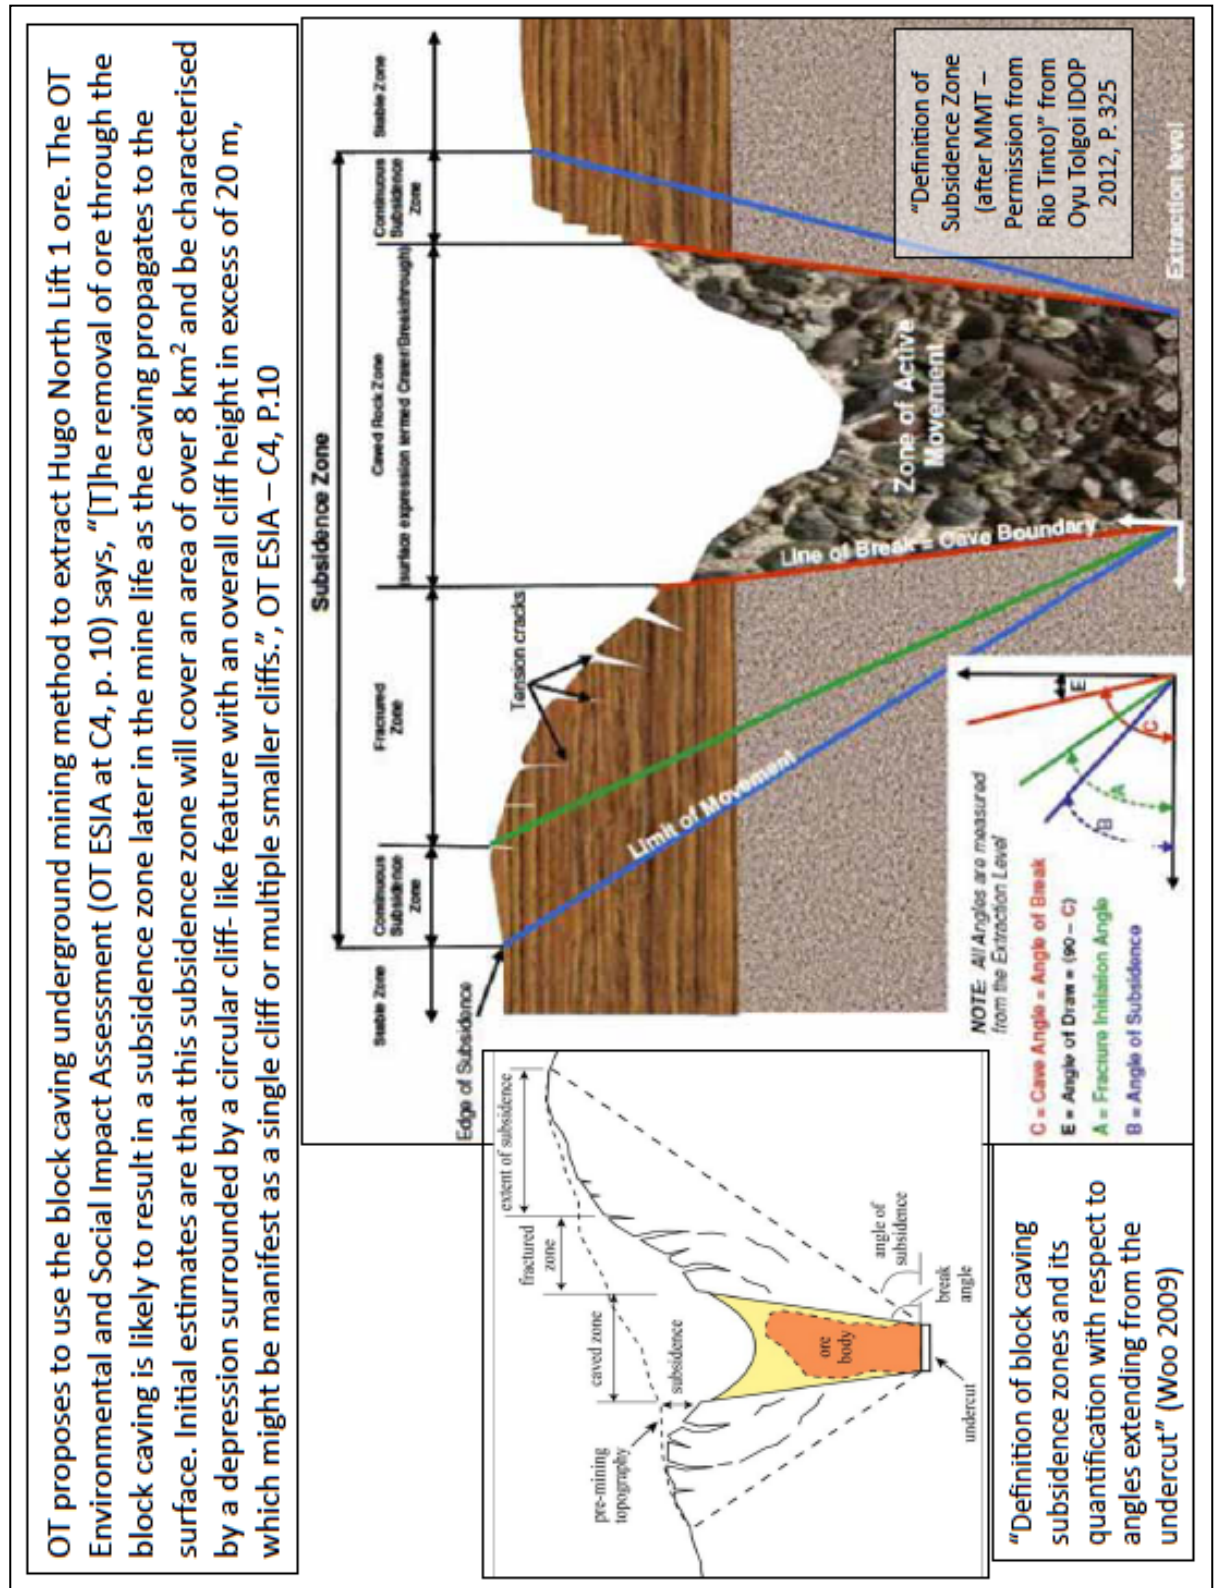 OT proposes to use the block caving underground mining method to extract Hugo North Lift 1 ore. The OT
Environmental and Social Impact Assessment (OT ESIA at C4, p. 10) says, “[T]he removal of ore through the
block caving is likely to result in a subsidence zone later in the mine life as the caving propagates to the
surface. Initial estimates are that this subsidence zone will cover an area of over 8 km² and be characterised
by a depression surrounded by a circular cliff- like feature with an overall cliff height in excess of 20 m,
which might be manifest as a single cliff or multiple smaller cliffs.”, OT ESIA – C4, P.10
Subsidence Zone
Stable Zone
Continuous
Subsidence
Zone
Fractured
Zone
Caved Rock Zone
(surface expression termed Crater/Breakthrough)
Continuous
Subsidence
Zone
Stable Zone
Edge of Subsidence
Tension cracks
Limit of Movement
Line of Break = Cave Boundary
Zone of Active
Movement
Extraction level
“Definition of
Subsidence Zone
(after MMT –
Permission from
Rio Tinto)” from
Oyu Tolgoi IDOP
2012, P. 325
NOTE: All Angles are measured
from the Extraction Level
C = Cave Angle = Angle of Break
E = Angle of Draw = (90 – C)
A = Fracture Initiation Angle
B = Angle of Subsidence
B
A
C
E
pre-mining
topography
caved zone
subsidence
fractured
zone
extent of subsidence
ore
body
undercut
break
angle
angle of
subsidence
“Definition of block caving
subsidence zones and its
quantification with respect to
angles extending from the
undercut” (Woo 2009)